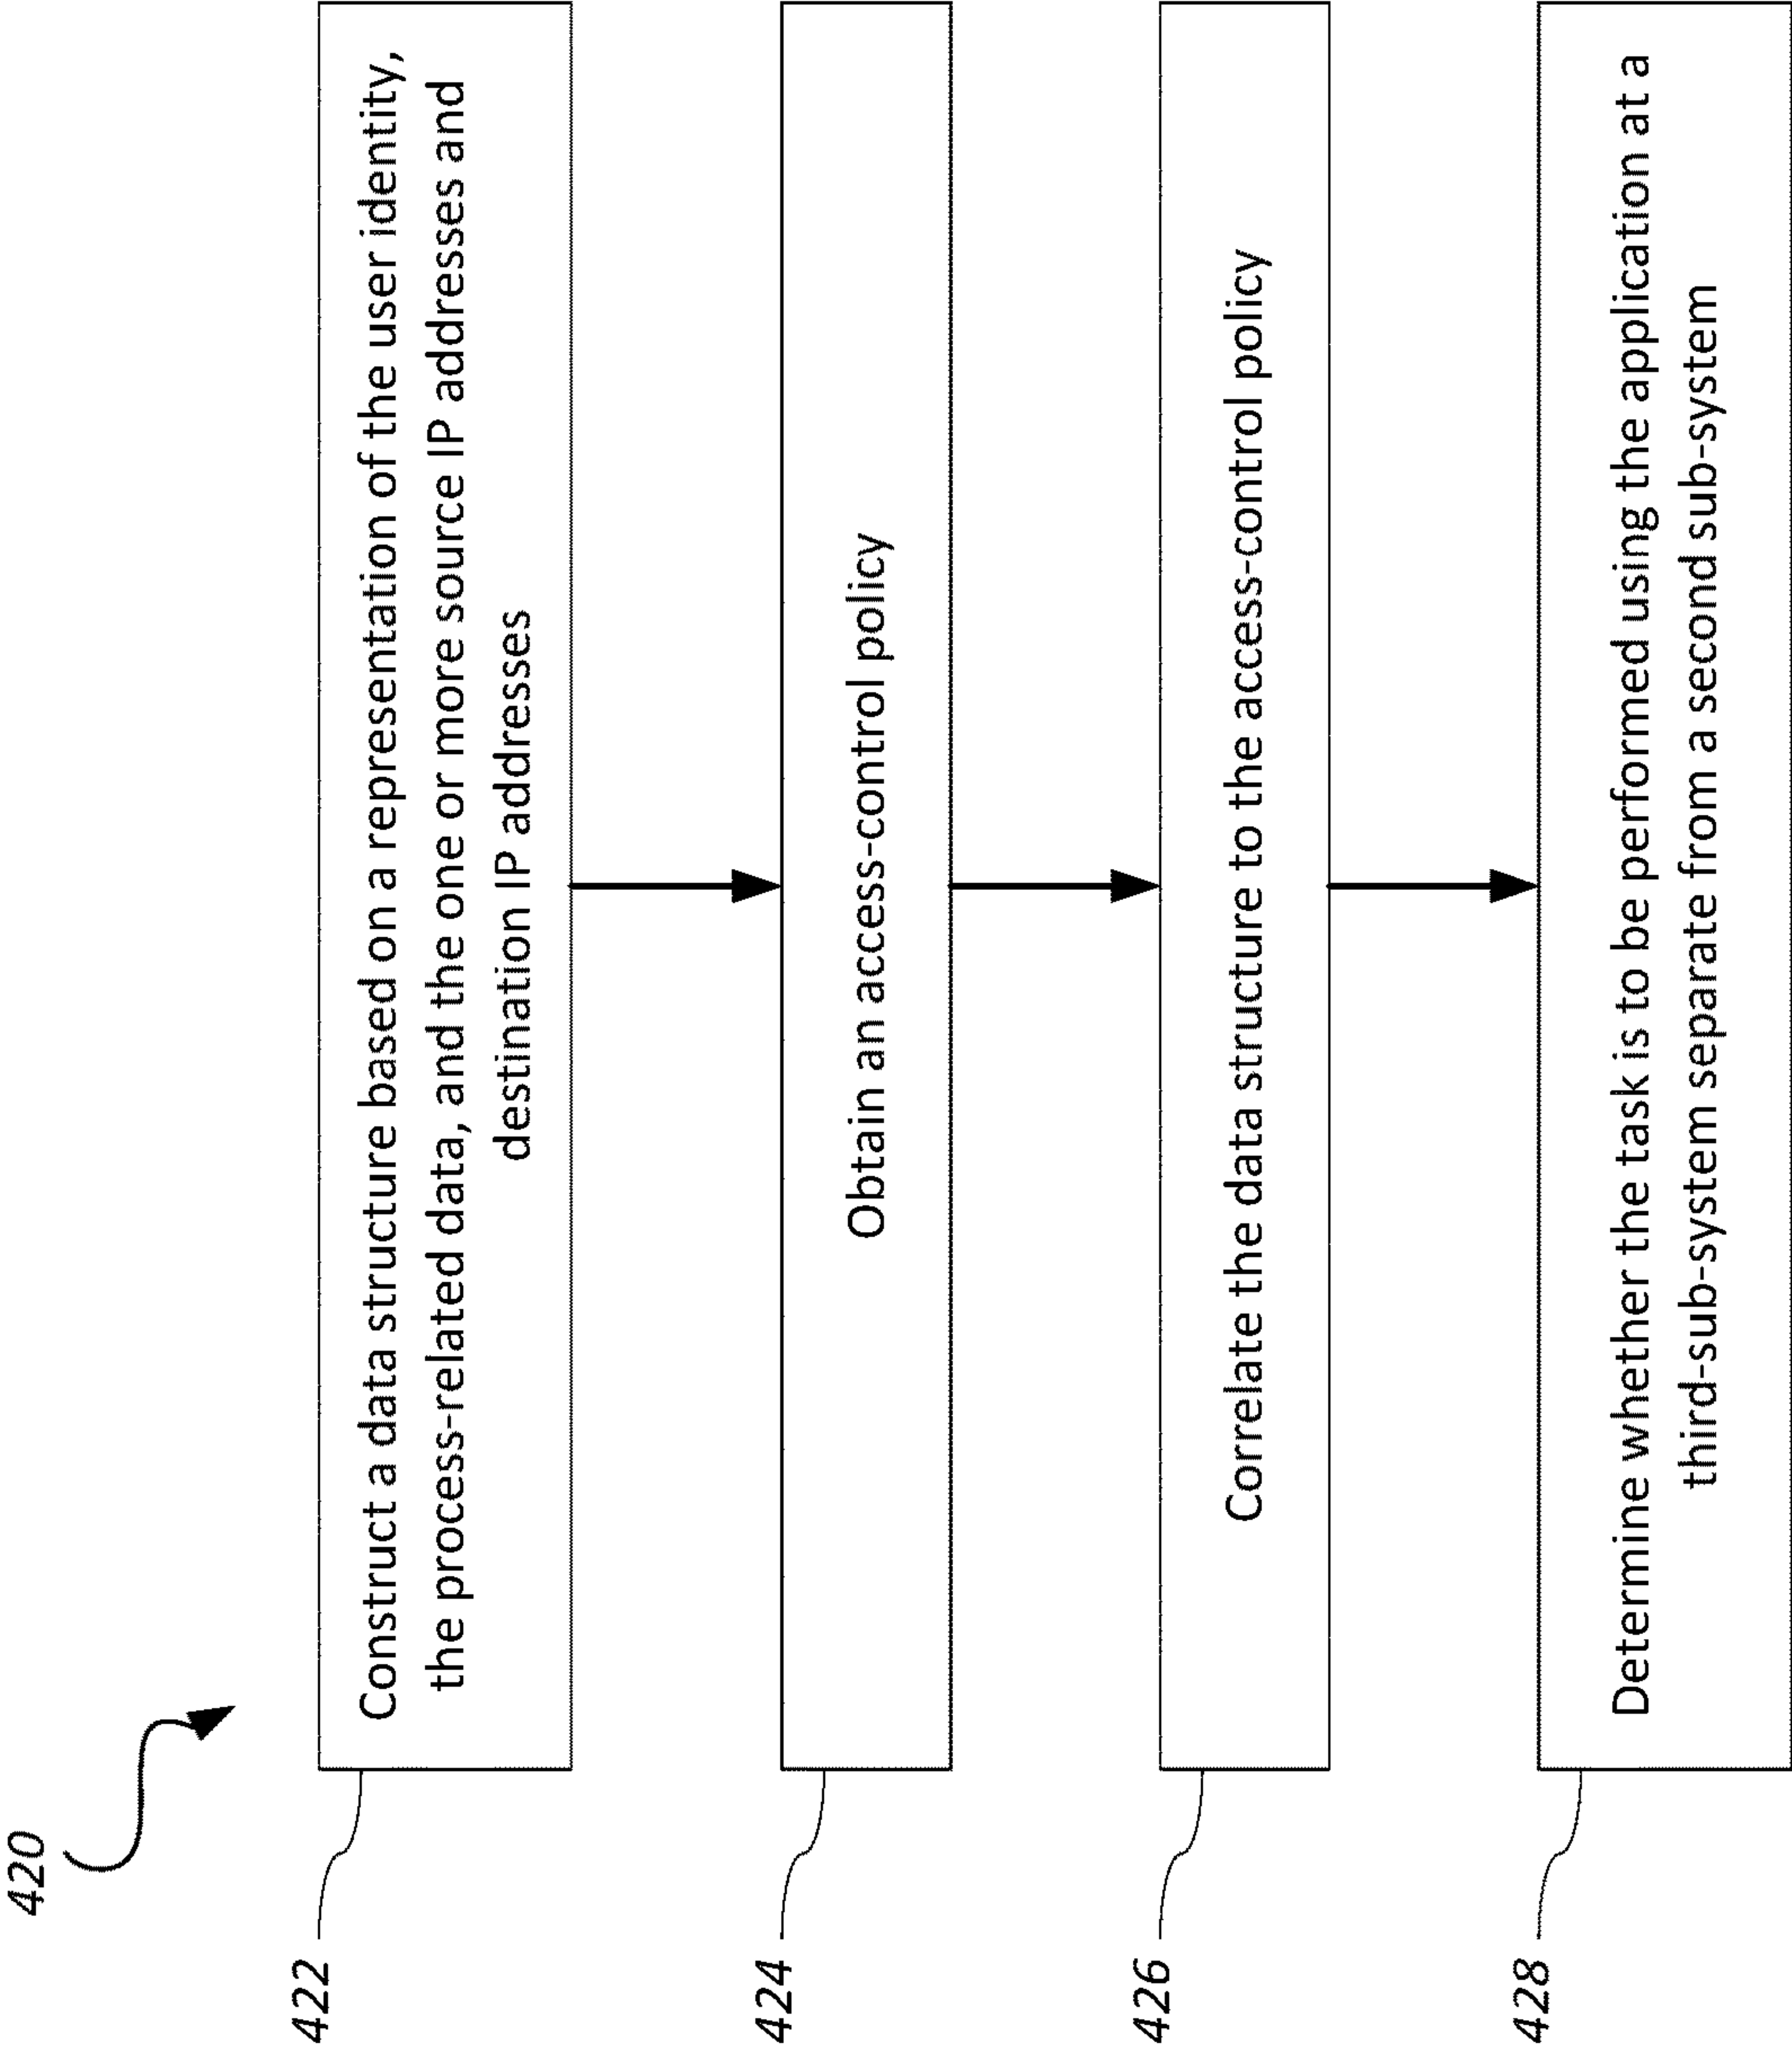 420
422
Construct a data structure based on a representation of the user identity,
the process-related data, and the one or more source IP addresses and
destination IP addresses
424
Obtain an access-control policy
426
Correlate the data structure to the access-control policy
428
Determine whether the task is to be performed using the application at a
third-sub-system separate from a second sub-system